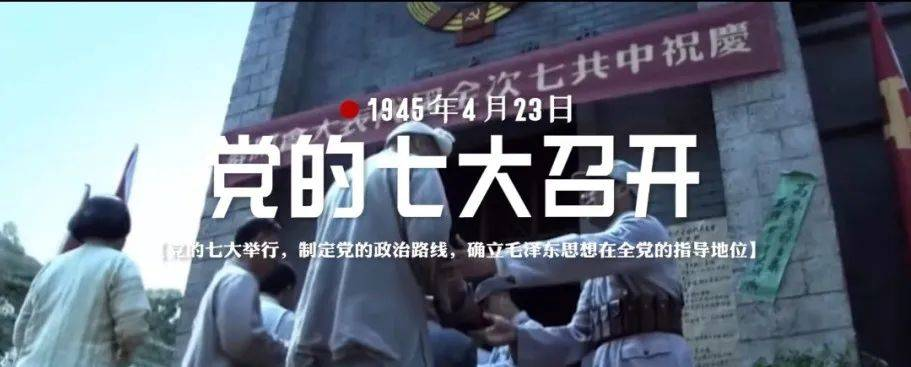 慶祝中共七次全
1945年4月23日
党的七大召开
【党的七大举行，制定党的政治路线，确立毛泽东思想在全党的指导地位】